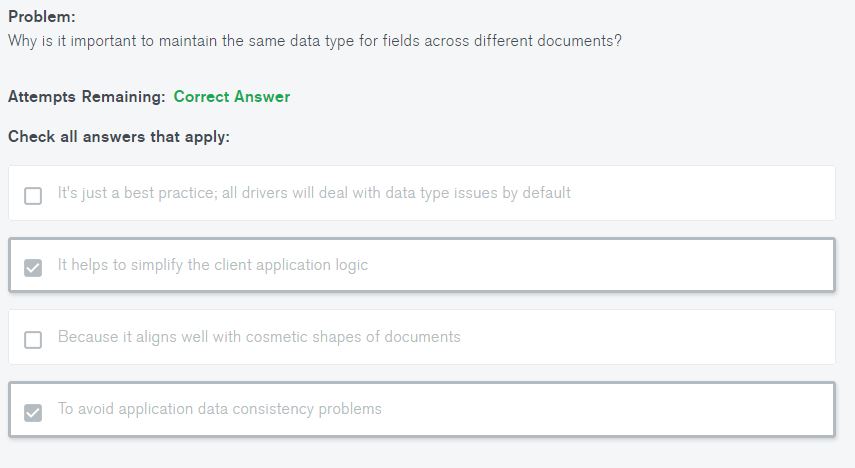 Problem:
Why is it important to maintain the same data type for fields across different documents?
Attempts Remaining: Correct Answer
Check all answers that apply:
It's just a best practice; all drivers will deal with data type issues by default
It helps to simplify the client application logic
Because it aligns well with cosmetic shapes of documents
To avoid application data consistency problems